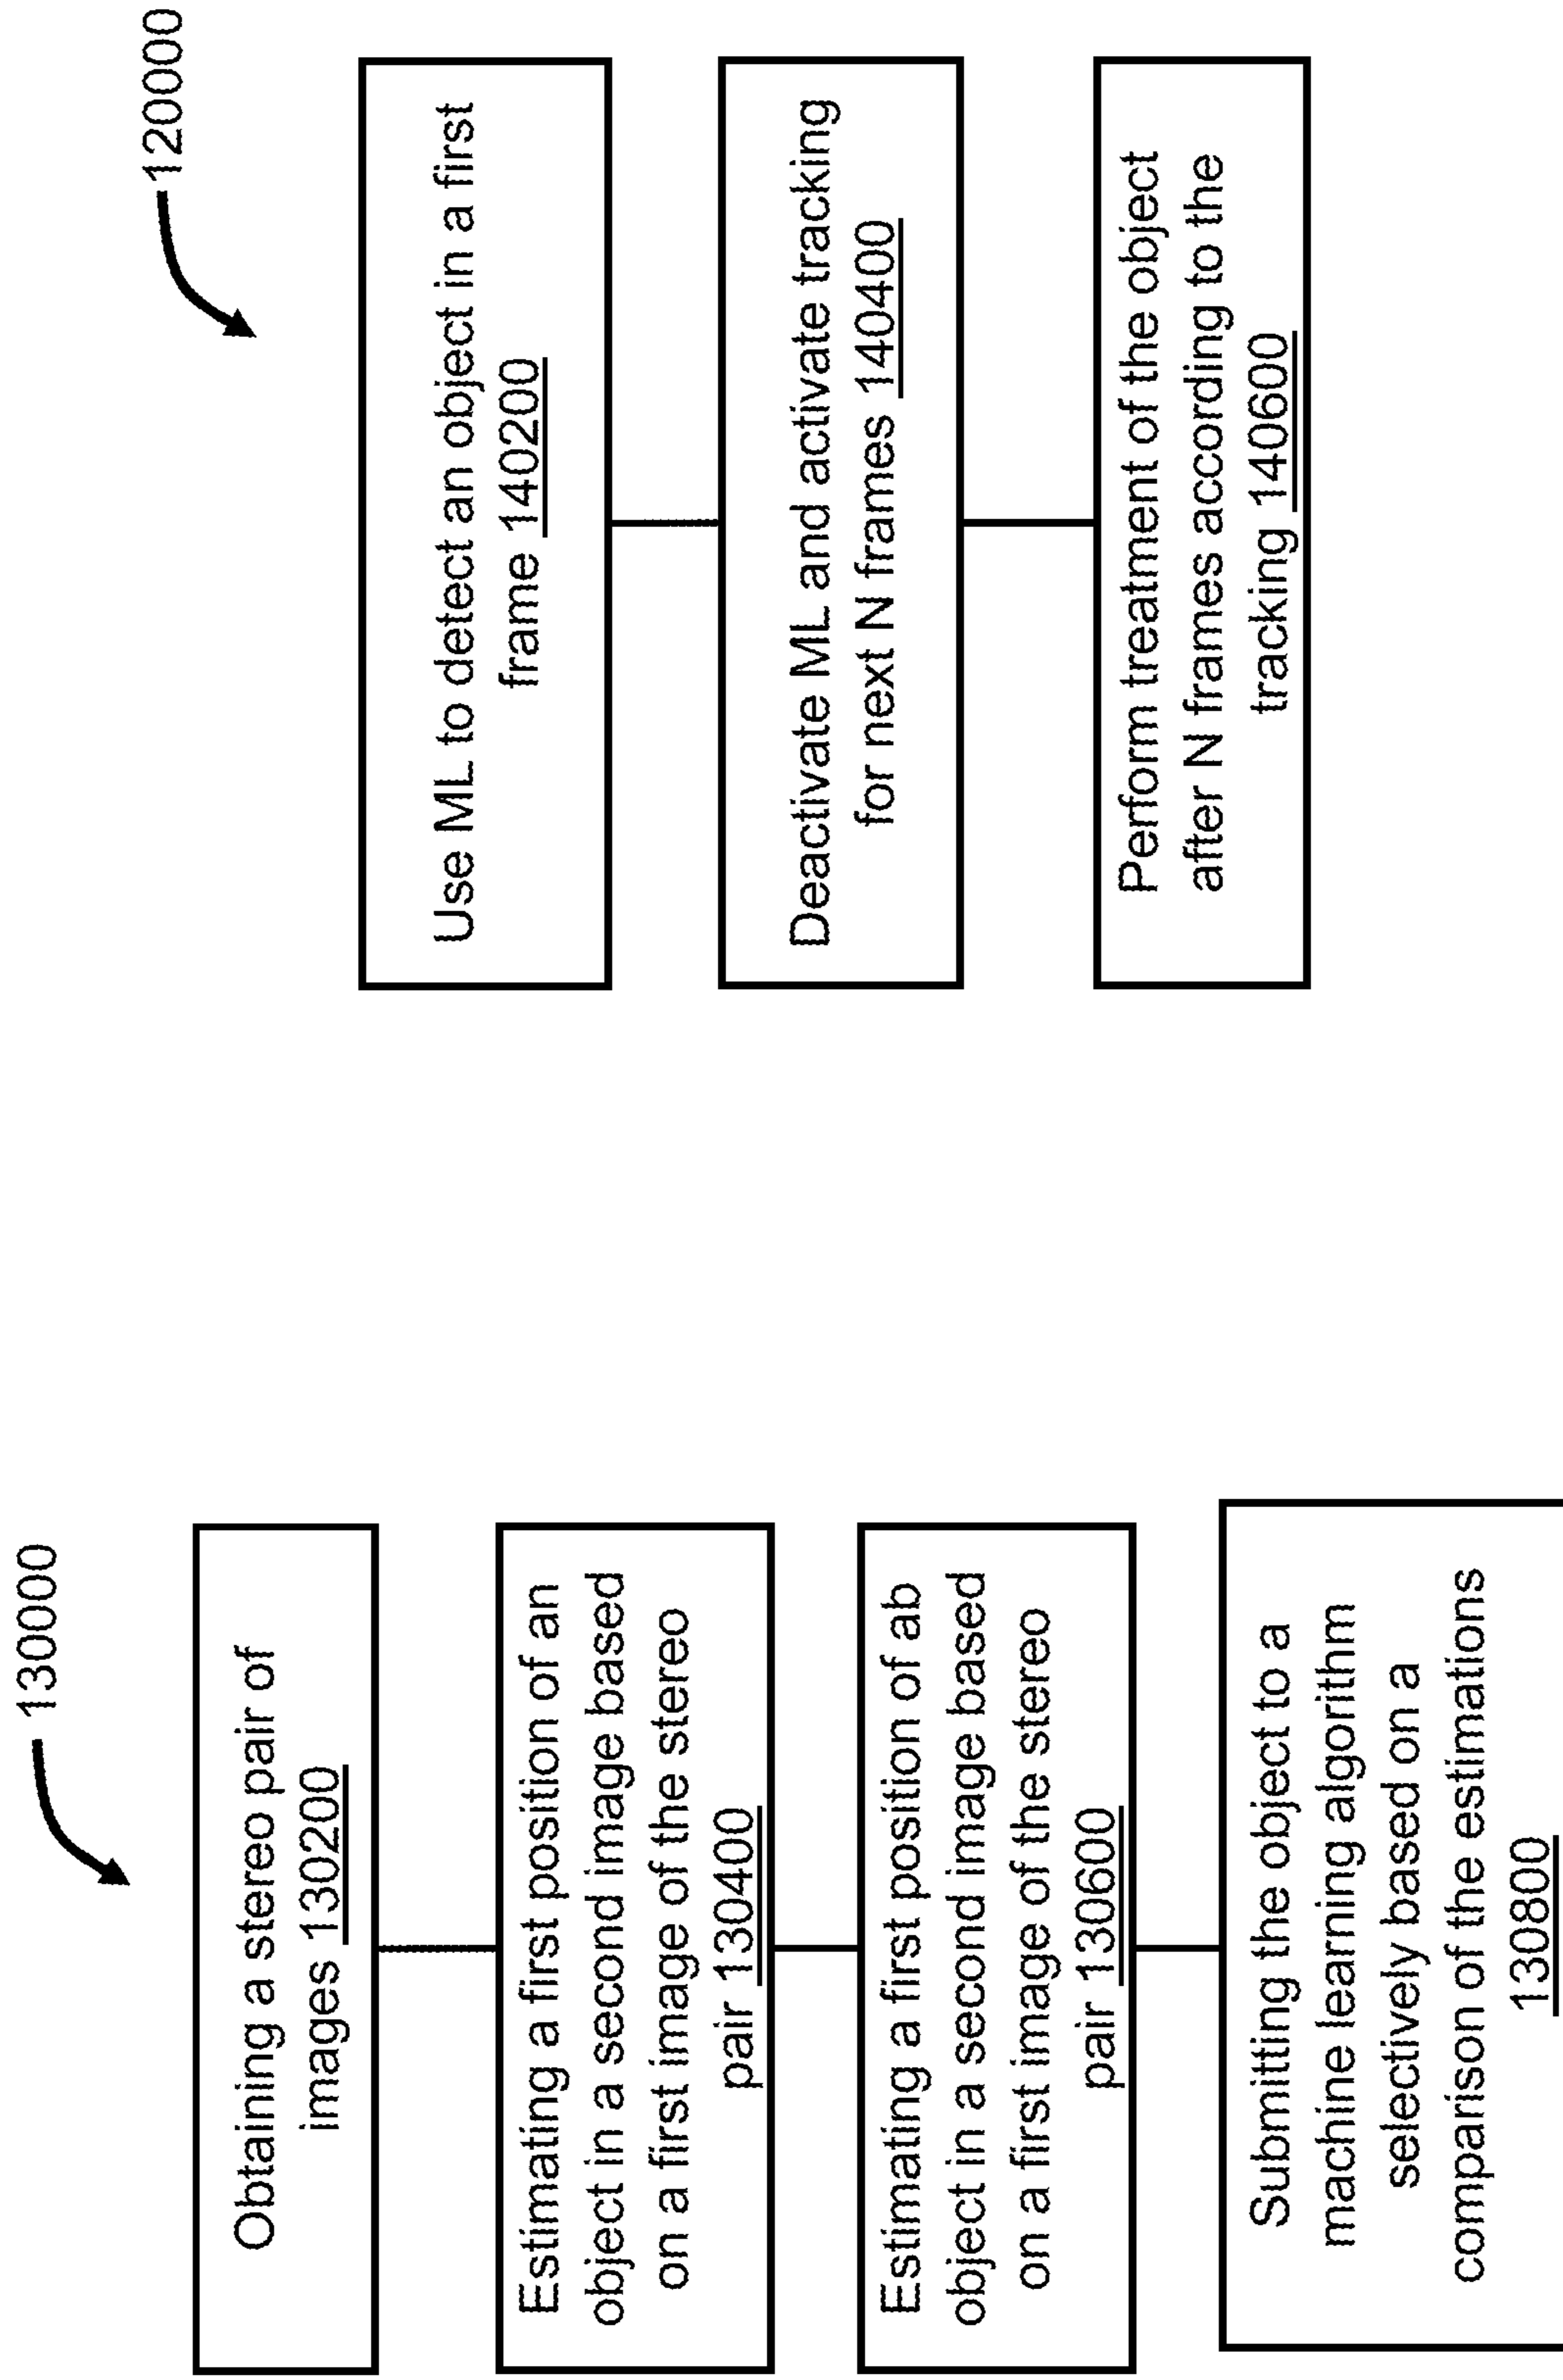 130000
Obtaining a stereo pair of
images 130200
Estimating a first position of an
object in a second image based
on a first image of the stereo
pair 130400
Estimating a first position of ab
object in a second image based
on a first image of the stereo
pair 130600
Submitting the object to a
machine learning algorithm
selectively based on a
comparison of the estimations
130800
120000
Use ML to detect an object in a first
frame 140200
Deactivate ML and activate tracking
for next N frames 140400
Perform treatment of the object
after N frames according to the
tracking 140600